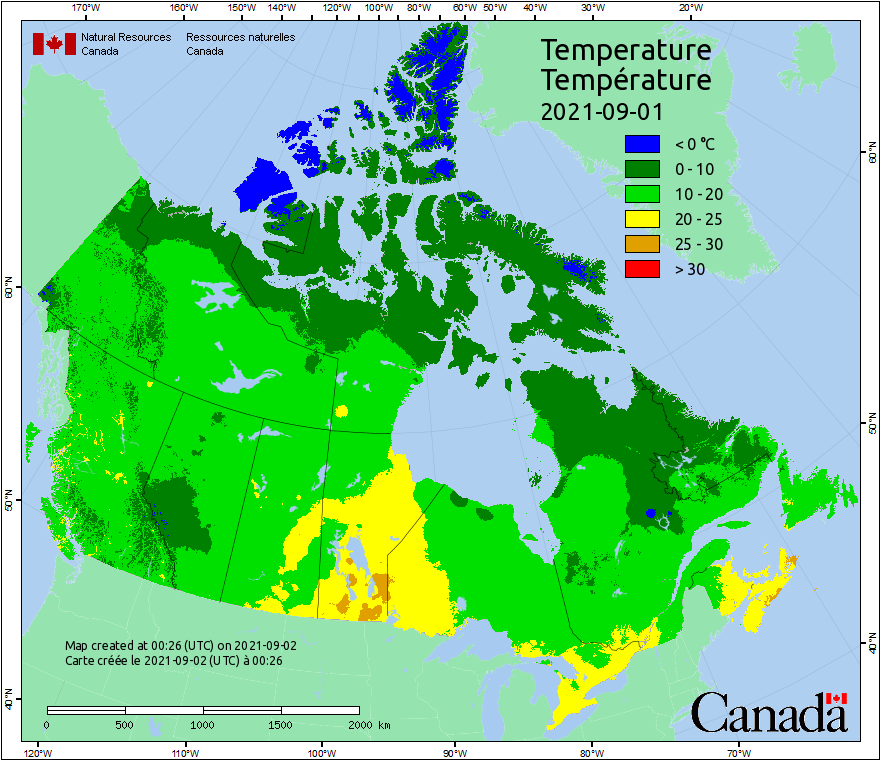 170°W 160°W 150°W 140°W 130°W 120°W 110°W 100°W 80°W 60°W 50°W 40°W 30°W 20°W
Natural Resources Ressources naturelles
Canada Canada
Temperature
Température
2021-09-01
< 0 °C
0 - 10
10 - 20
20 - 25
25 - 30
> 30
60°N
50°N
40°N
60°N
50°N
40°N
Map created at 00:26 (UTC) on 2021-09-02
Carte créée le 2021-09-02 (UTC) à 00:26
0 500 1000 1500 2000 km
Canada
120°W 110°W 100°W 90°W 80°W 70°W